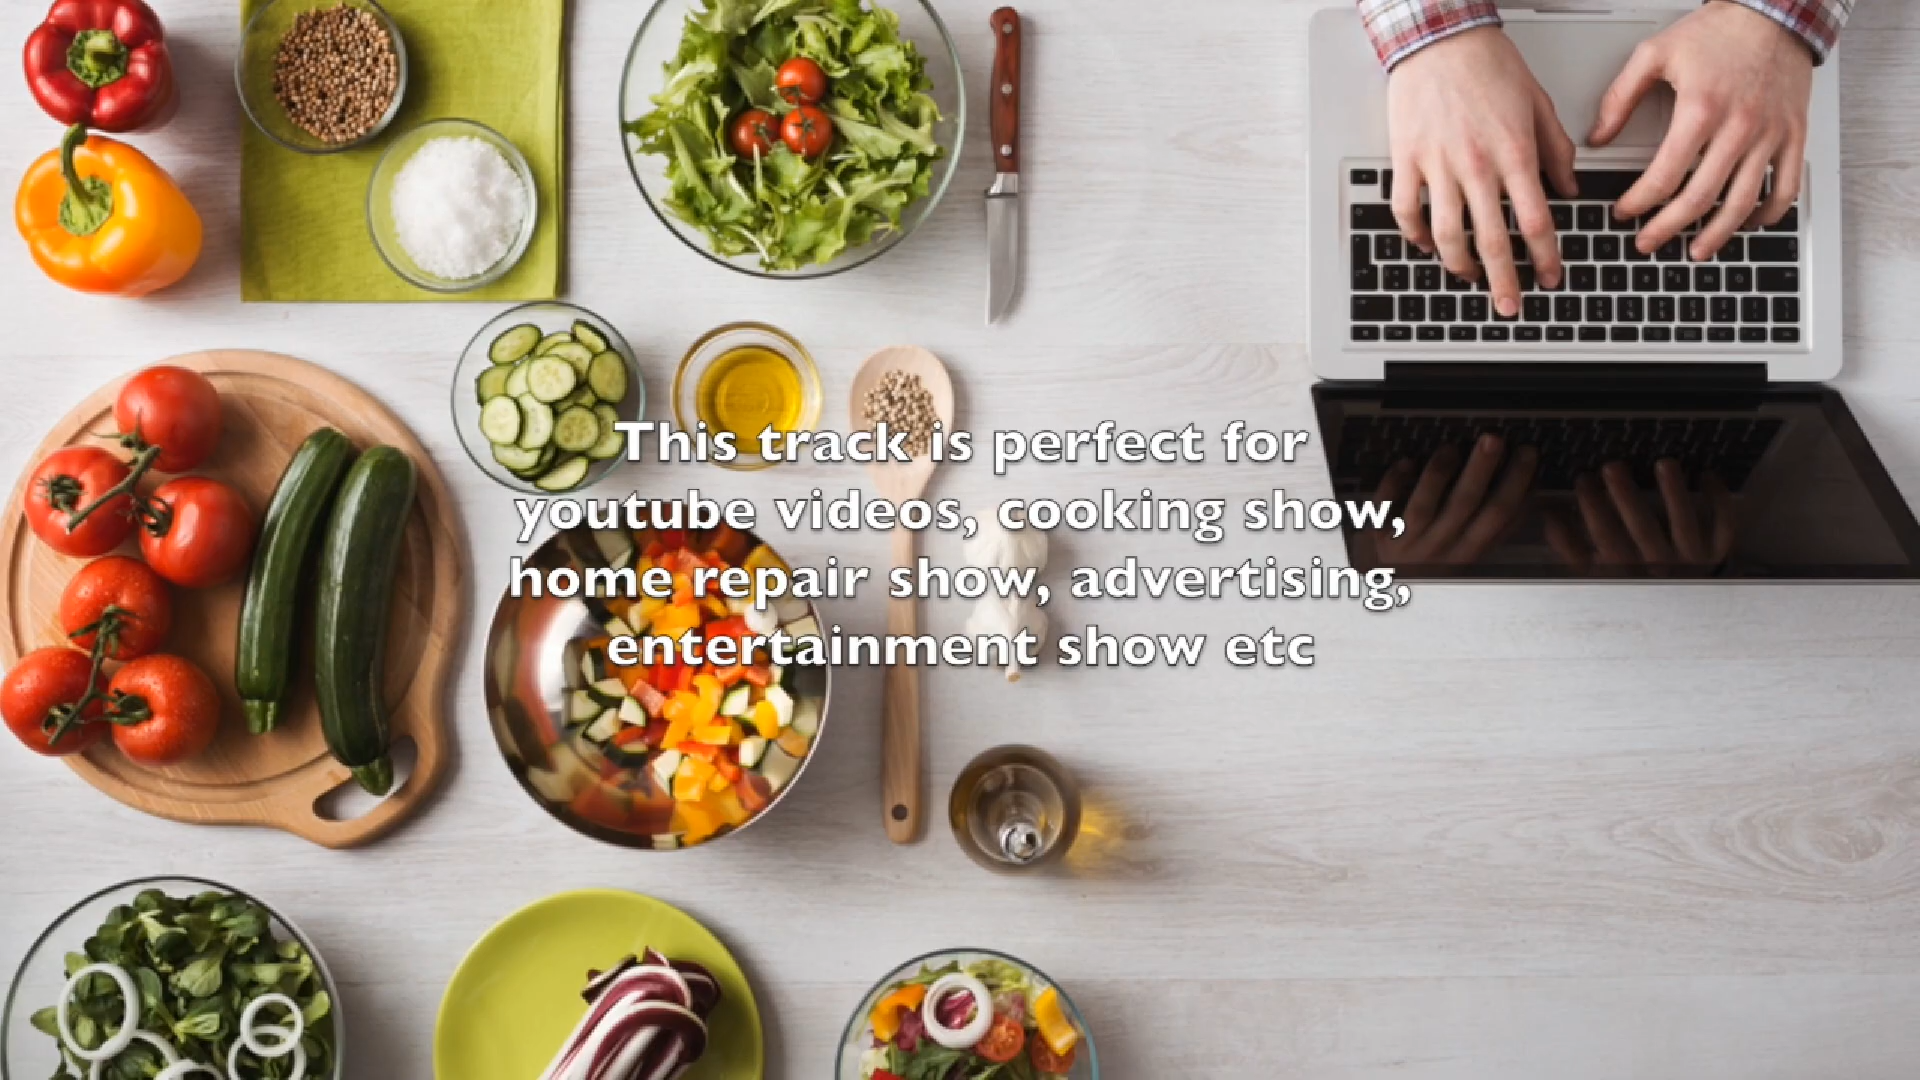 This track is perfect for
youtube videos, cooking show,
home repair show, advertising,
entertainment show etc